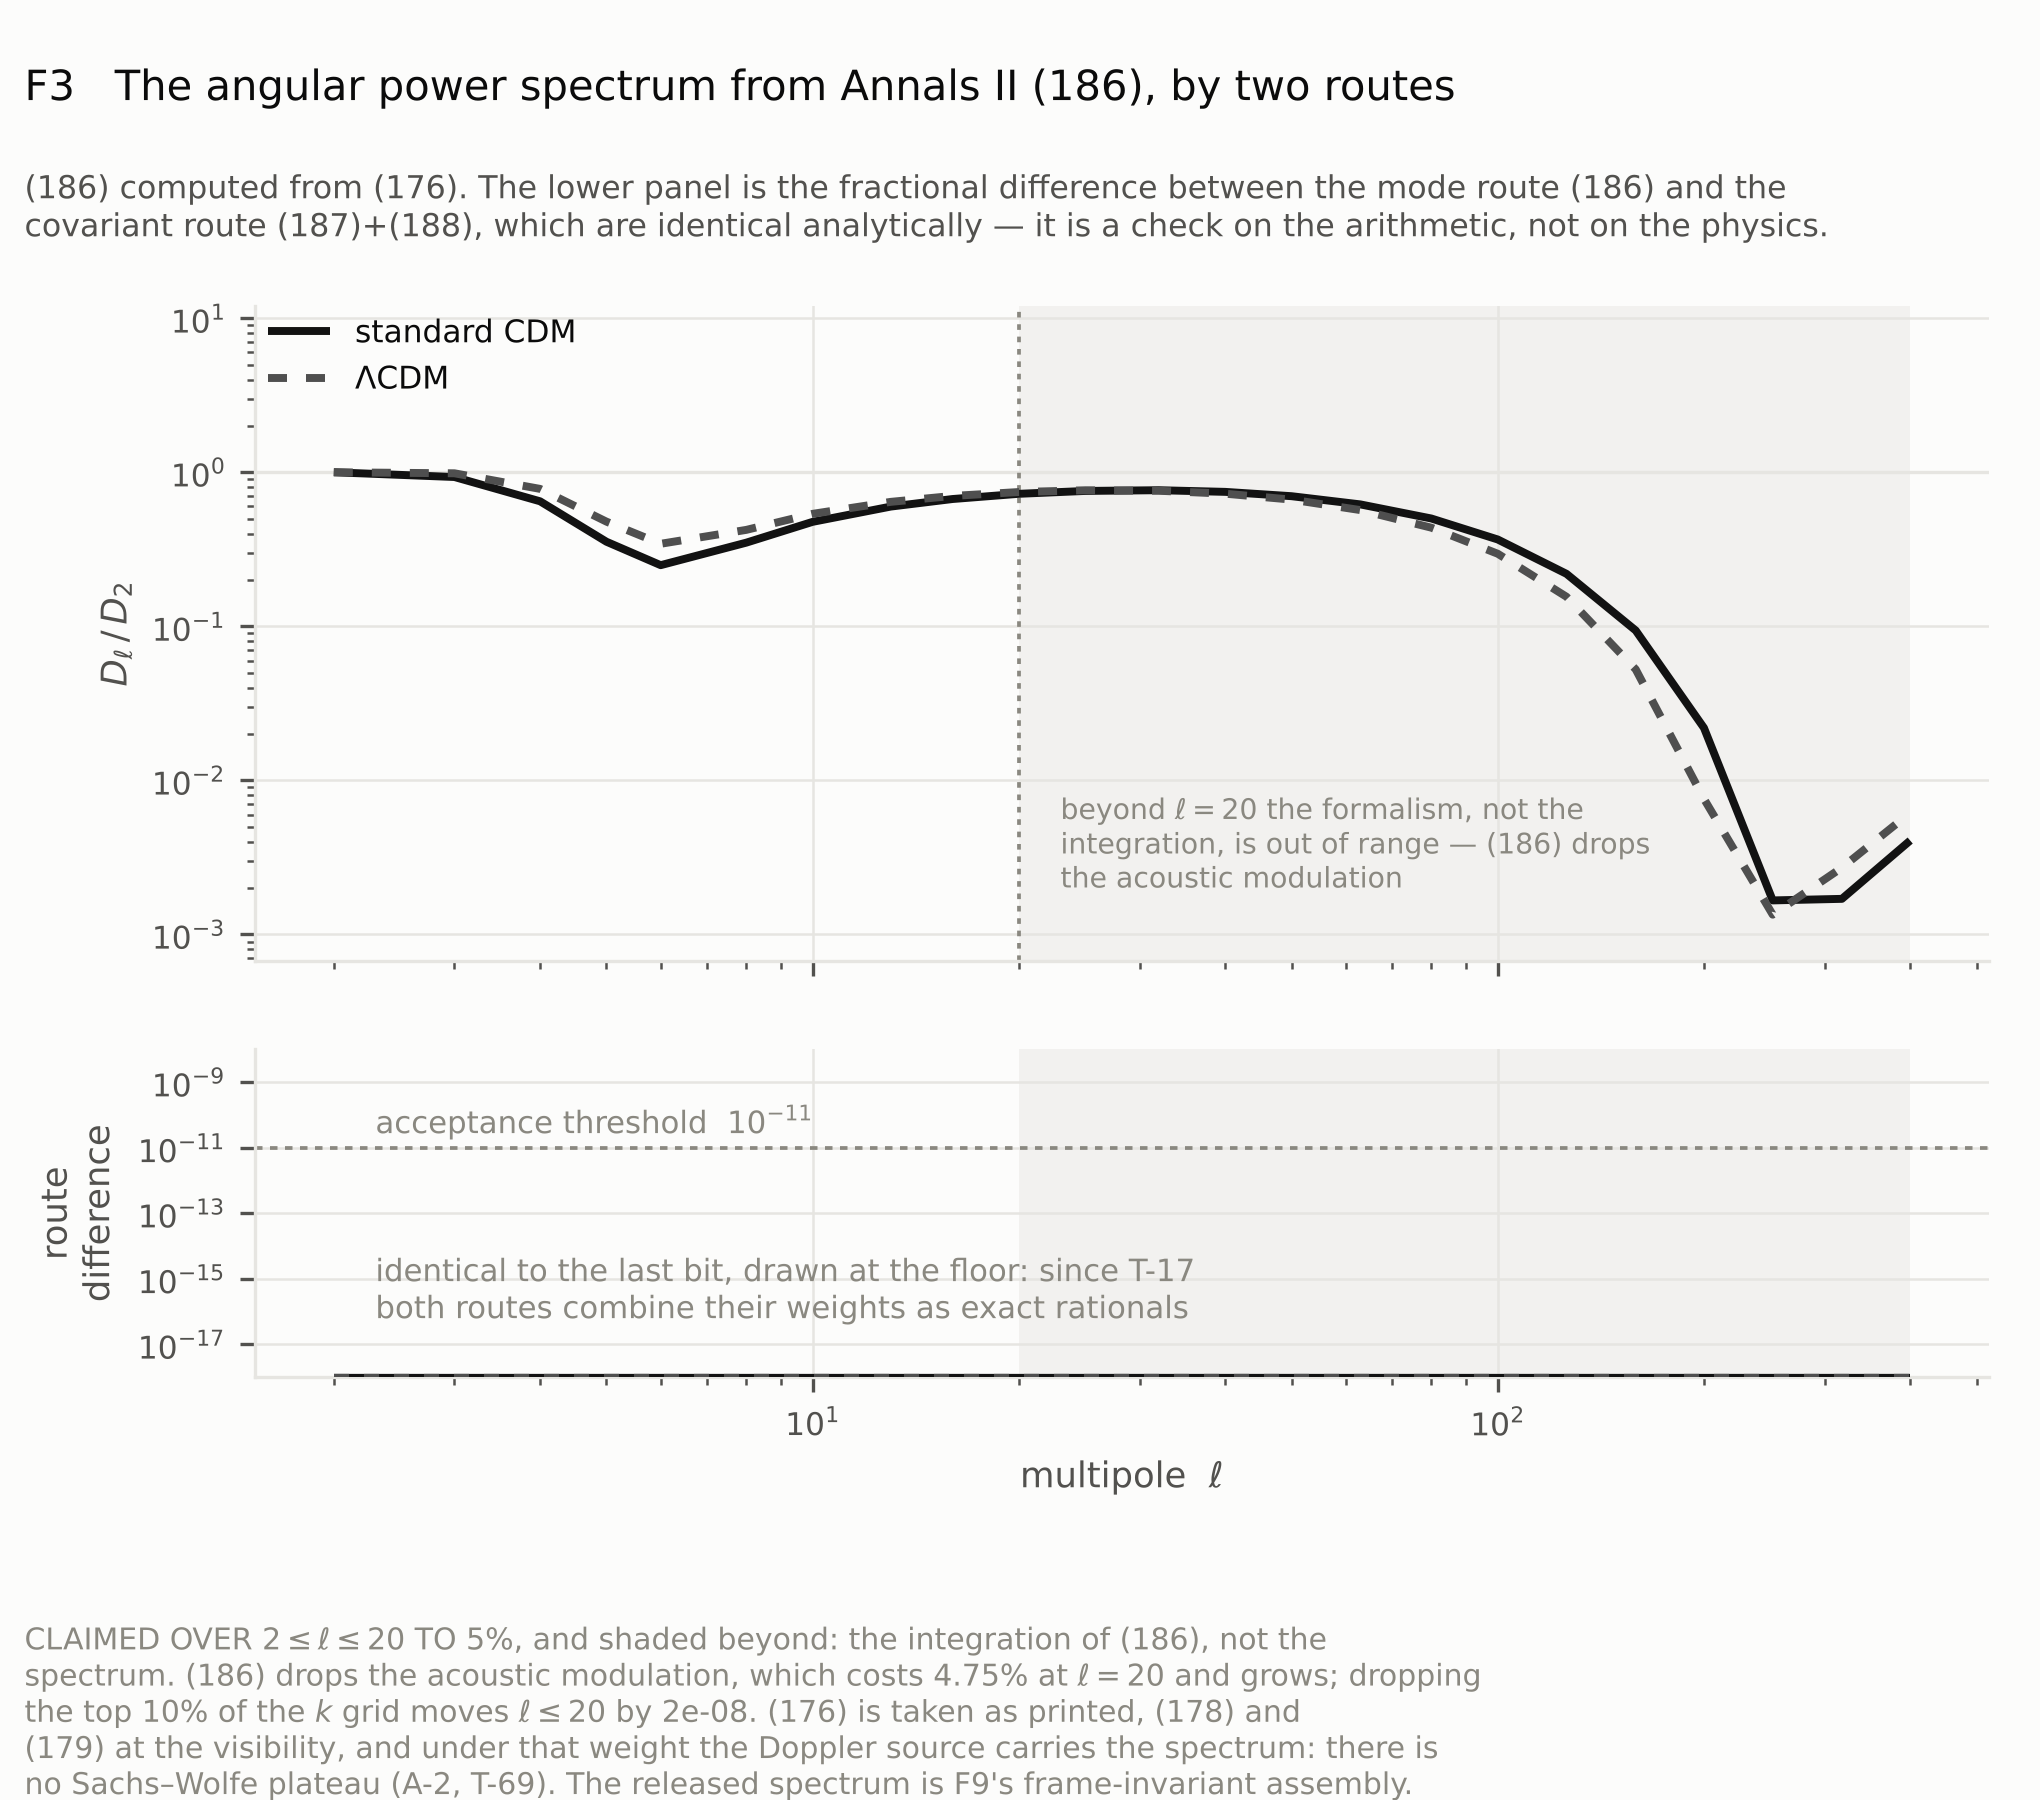 F3 The angular power spectrum from Annals II (186), by two routes
(186) computed from (176). The lower panel is the fractional difference between the mode route (186) and the
covariant route (187)+(188), which are identical analytically — it is a check on the arithmetic, not on the physics.
10¹
10⁰
10⁻¹
10⁻²
10⁻³
Dℓ / D₂
standard CDM
ΛCDM
beyond ℓ = 20 the formalism, not the
integration, is out of range — (186) drops
the acoustic modulation
10⁻⁹
10⁻¹¹
10⁻¹³
10⁻¹⁵
10⁻¹⁷
route
difference
acceptance threshold 10⁻¹¹
identical to the last bit, drawn at the floor: since T-17
both routes combine their weights as exact rationals
10¹
10²
multipole ℓ
CLAIMED OVER 2 ≤ ℓ ≤ 20 TO 5%, and shaded beyond: the integration of (186), not the
spectrum. (186) drops the acoustic modulation, which costs 4.75% at ℓ = 20 and grows; dropping
the top 10% of the k grid moves ℓ ≤ 20 by 2e-08. (176) is taken as printed, (178) and
(179) at the visibility, and under that weight the Doppler source carries the spectrum: there is
no Sachs–Wolfe plateau (A-2, T-69). The released spectrum is F9's frame-invariant assembly.